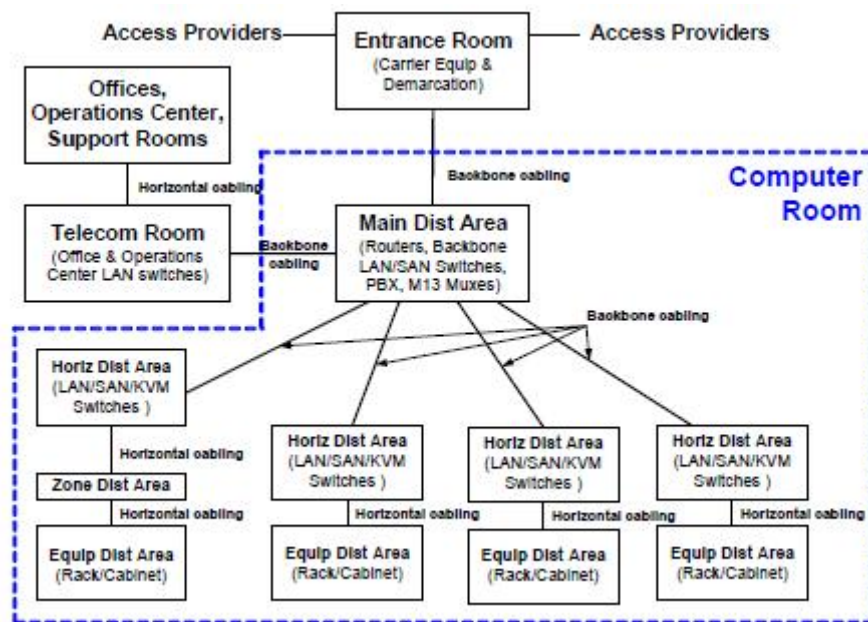 Access Providers
Entrance Room
(Carrier Equip &
Demarcation)
Access Providers
Offices,
Operations Center,
Support Rooms
Horizontal cabling
Backbone cabling
Computer
Room
Telecom Room
(Office & Operations
Center LAN switches)
Backbone
cabling
Main Dist Area
(Routers, Backbone
LAN/SAN Switches,
PBX, M13 Muxes)
Backbone cabling
Horiz Dist Area
(LAN/SAN/KVM
Switches )
Horizontal cabling
Zone Dist Area
Horizontal cabling
Equip Dist Area
(Rack/Cabinet)
Horiz Dist Area
(LAN/SAN/KVM
Switches )
Horizontal cabling
Equip Dist Area
(Rack/Cabinet)
Horiz Dist Area
(LAN/SAN/KVM
Switches )
Horizontal cabling
Equip Dist Area
(Rack/Cabinet)
Horiz Dist Area
(LAN/SAN/KVM
Switches )
Horizontal cabling
Equip Dist Area
(Rack/Cabinet)